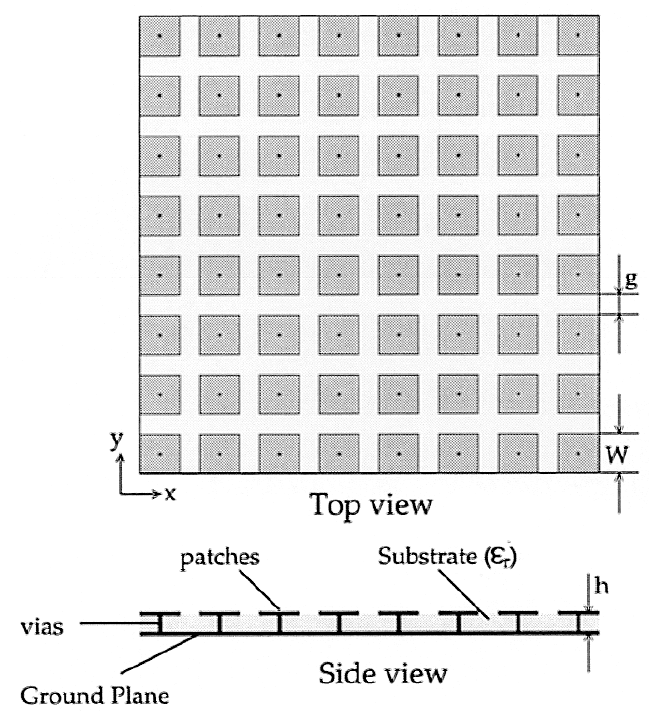 g
W
y
x
Top view
patches
Substrate (εr)
h
vias
Side view
Ground Plane